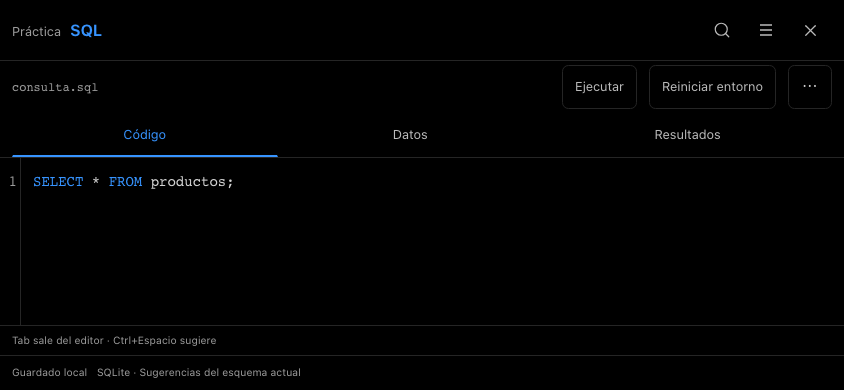 Práctica SQL
consulta.sql Ejecutar Reiniciar entorno ...
Código Datos Resultados
1 SELECT * FROM productos;
Tab sale del editor · Ctrl+Espacio sugiere
Guardado local SQLite · Sugerencias del esquema actual